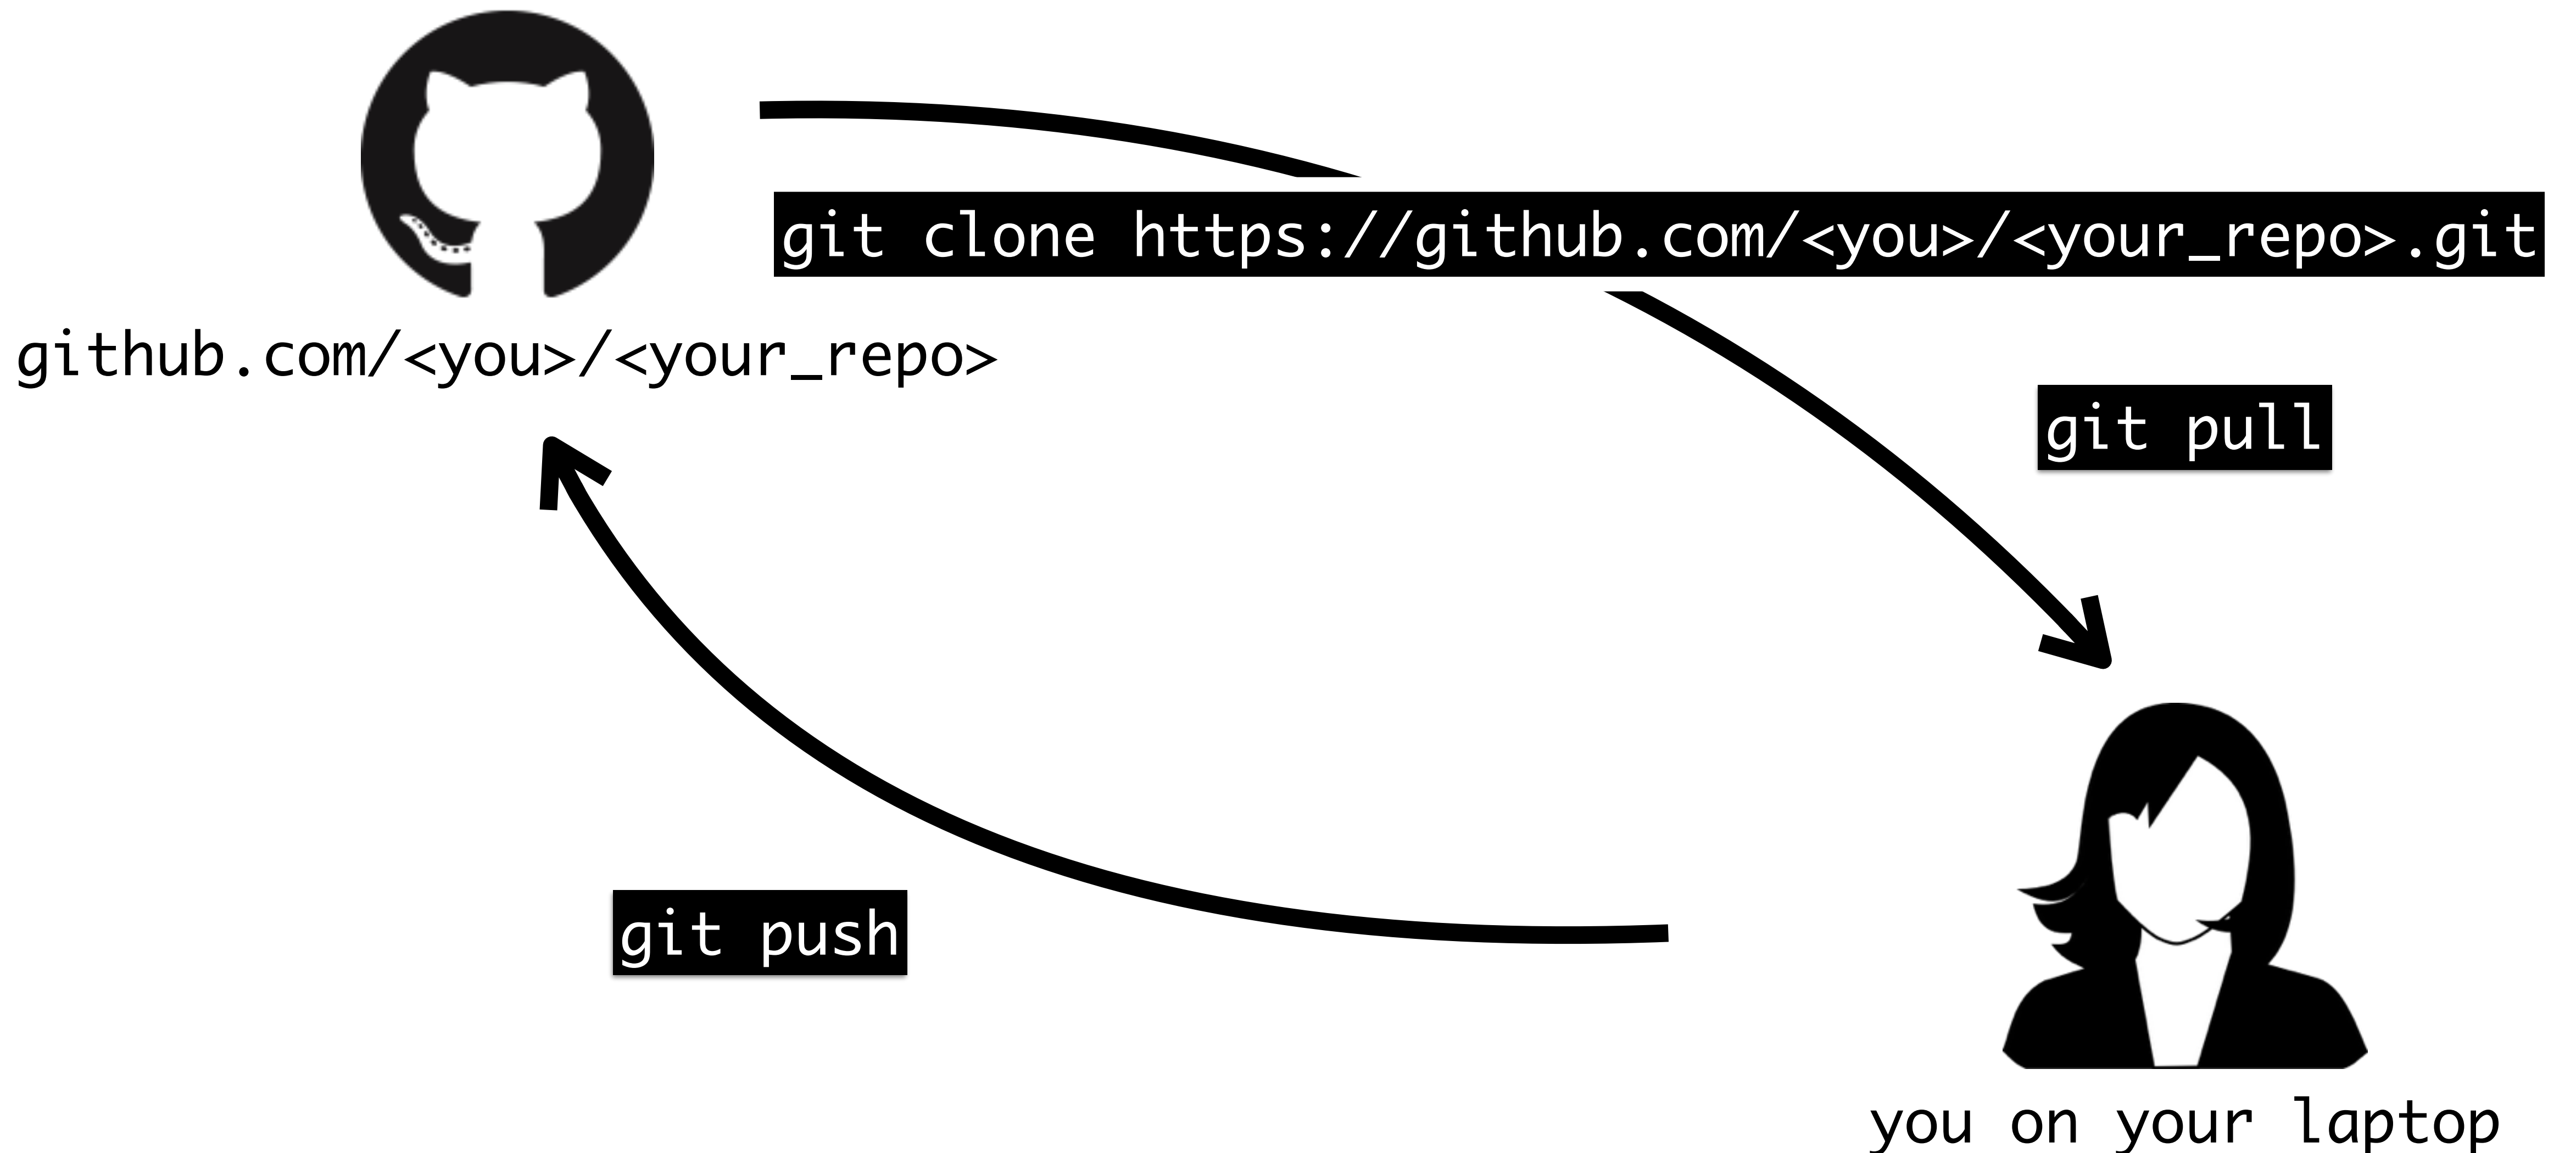 git clone https://github.com/<you>/<your_repo>.git
github.com/<you>/<your_repo>
git pull
git push
you on your laptop